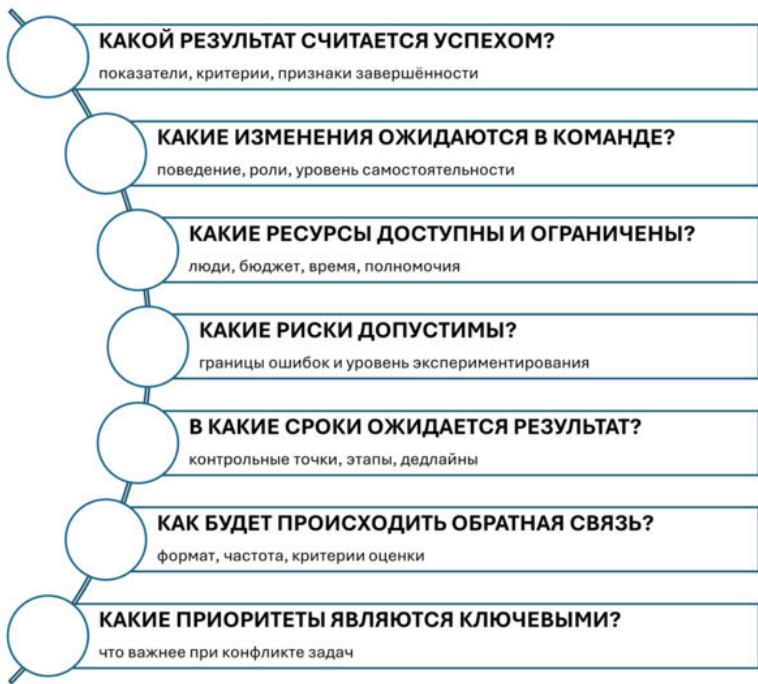 КАКОЙ РЕЗУЛЬТАТ СЧИТАЕТСЯ УСПЕХОМ?
показатели, критерии, признаки завершённости
КАКИЕ ИЗМЕНЕНИЯ ОЖИДАЮТСЯ В КОМАНДЕ?
поведение, роли, уровень самостоятельности
КАКИЕ РЕСУРСЫ ДОСТУПНЫ И ОГРАНИЧЕНЫ?
люди, бюджет, время, полномочия
КАКИЕ РИСКИ ДОПУСТИМЫ?
границы ошибок и уровень экспериментирования
В КАКИЕ СРОКИ ОЖИДАЕТСЯ РЕЗУЛЬТАТ?
контрольные точки, этапы, дедлайны
КАК БУДЕТ ПРОИСХОДИТЬ ОБРАТНАЯ СВЯЗЬ?
формат, частота, критерии оценки
КАКИЕ ПРИОРИТЕТЫ ЯВЛЯЮТСЯ КЛЮЧЕВЫМИ?
что важнее при конфликте задач